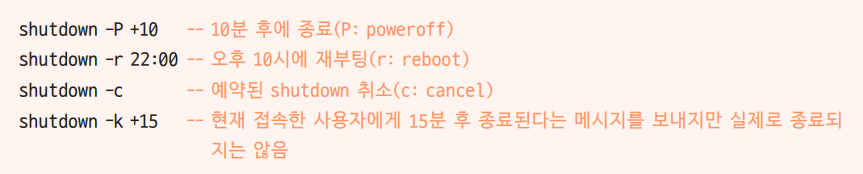 shutdown -P +10 -- 10분 후에 종료(P: poweroff)
shutdown -r 22:00 -- 오후 10시에 재부팅(r: reboot)
shutdown -c -- 예약된 shutdown 취소(c: cancel)
shutdown -k +15 -- 현재 접속한 사용자에게 15분 후 종료된다는 메시지를 보내지만 실제로 종료되
지는 않음